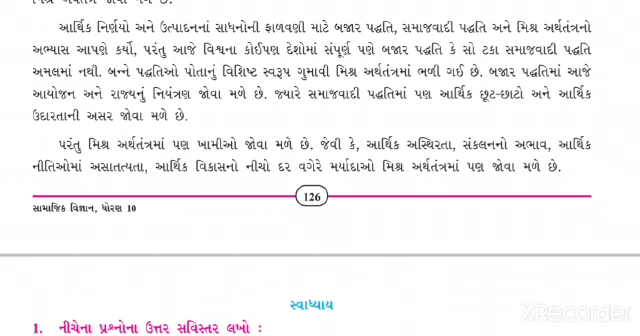 આર્થિક નિર્ણયો અને ઉત્પાદનનાં સાધનોની ફાળવણી માટે બજાર પદ્ધતિ, સમાજવાદી પદ્ધતિ અને મિશ્ર અર્થતંત્રનો
અભ્યાસ આપણે કર્યો, પરંતુ આજે વિશ્વના કોઈપણ દેશોમાં સંપૂર્ણ પણે બજાર પદ્ધતિ કે સો ટકા સમાજવાદી પદ્ધતિ
અમલમાં નથી. બન્ને પદ્ધતિઓ પોતાનું વિશિષ્ટ સ્વરૂપ ગુમાવી મિશ્ર અર્થતંત્રમાં ભળી ગઈ છે. બજાર પદ્ધતિમાં આજે
આયોજન અને રાજ્યનું નિયંત્રણ જોવા મળે છે. જ્યારે સમાજવાદી પદ્ધતિમાં પણ આર્થિક છૂટ-છાટો અને આર્થિક
ઉદારતાની અસર જોવા મળે છે.
પરંતુ મિશ્ર અર્થતંત્રમાં પણ ખામીઓ જોવા મળે છે. જેવી કે, આર્થિક અસ્થિરતા, સંકલનનો અભાવ, આર્થિક
નીતિઓમાં અસાતત્યતા, આર્થિક વિકાસનો નીચો દર વગેરે મર્યાદાઓ મિશ્ર અર્થતંત્રમાં પણ જોવા મળે છે.
126
સામાજિક વિજ્ઞાન, ધોરણ 10
સ્વાધ્યાય
1. નીચેના પ્રશ્નોના ઉત્તર સવિસ્તર લખો :
XRecorder